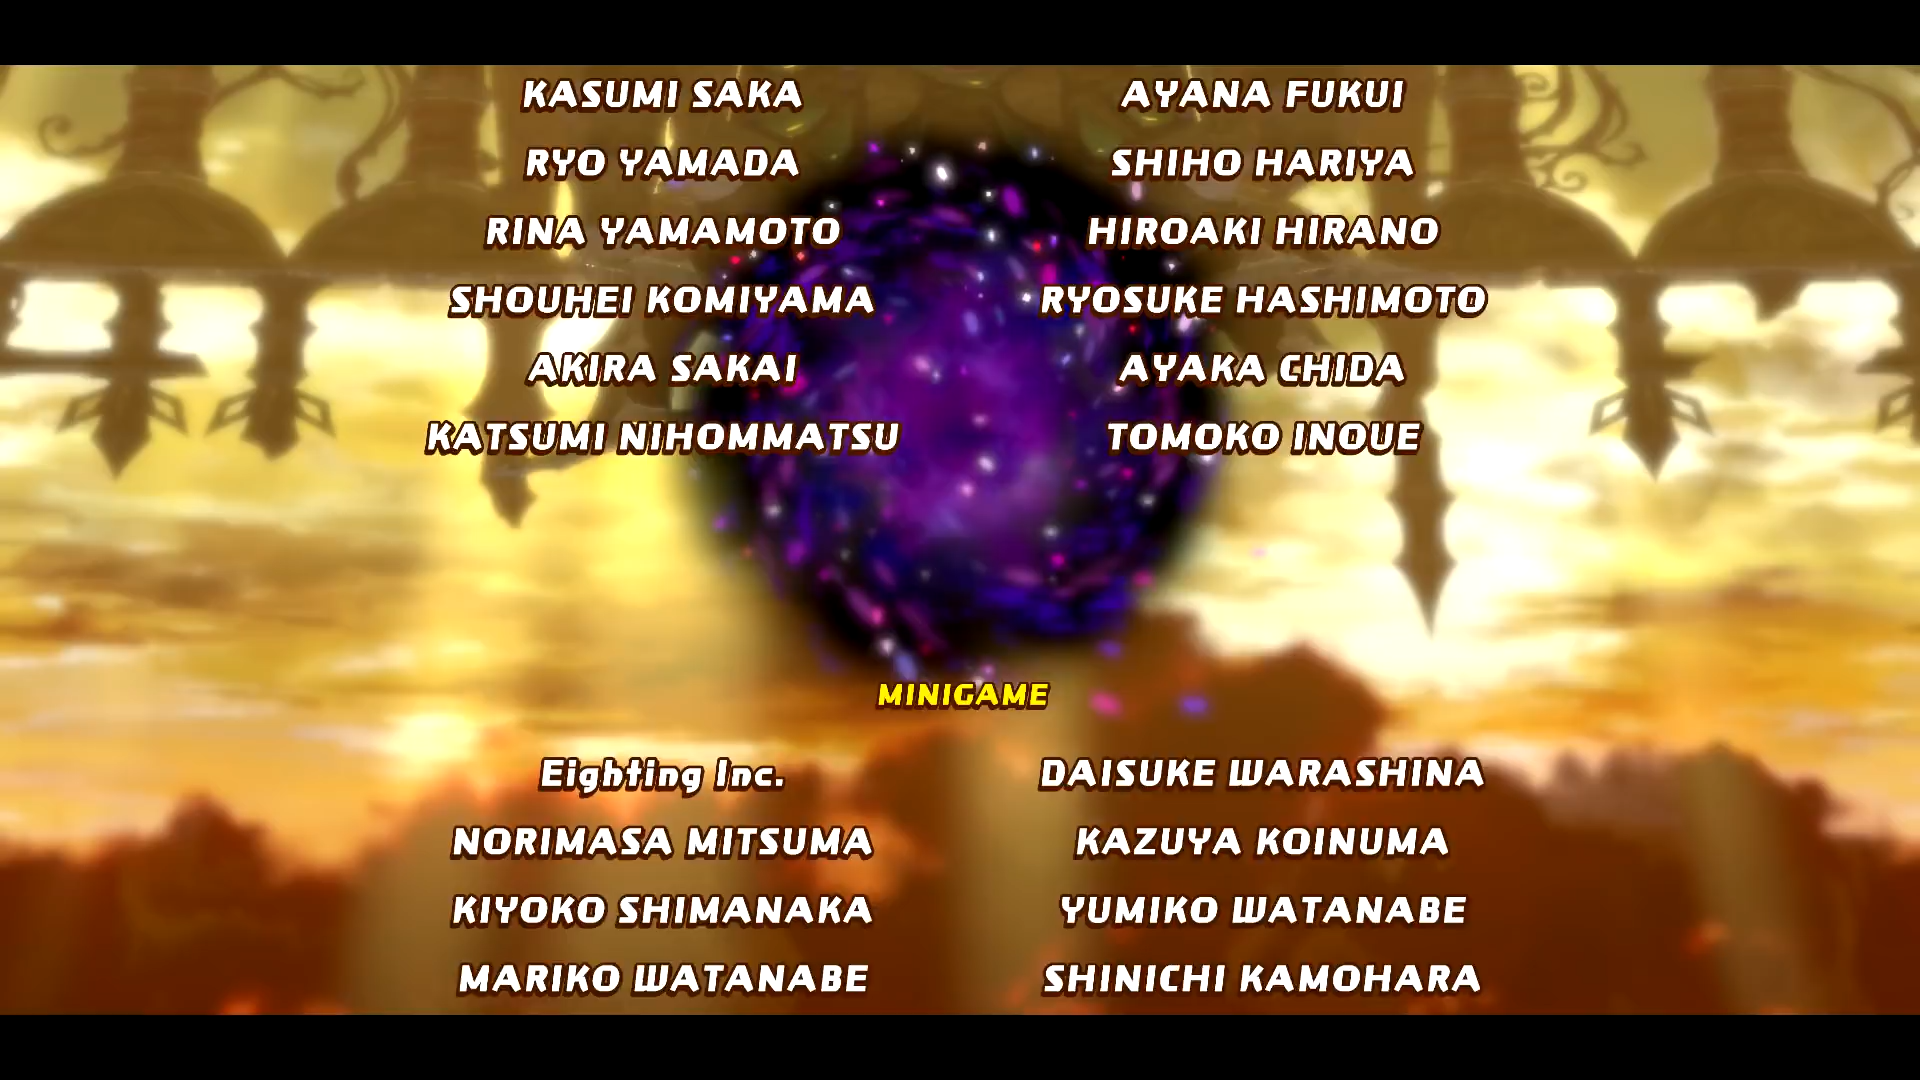 KASUMI SAKA AYANA FUKUI
RYO YAMADA SHIHO HARIYA
RINA YAMAMOTO HIROAKI HIRANO
SHOUHEI KOMIYAMA RYOSUKE HASHIMOTO
AKIRA SAKAI AYAKA CHIDA
KATSUMI NIHOMMATSU TOMOKO INOUE
MINIGAME
Eighting Inc. DAISUKE WARASHINA
NORIMASA MITSUMA KAZUYA KOINUMA
KIYOKO SHIMANAKA YUMIKO WATANABE
MARIKO WATANABE SHINICHI KAMOHARA